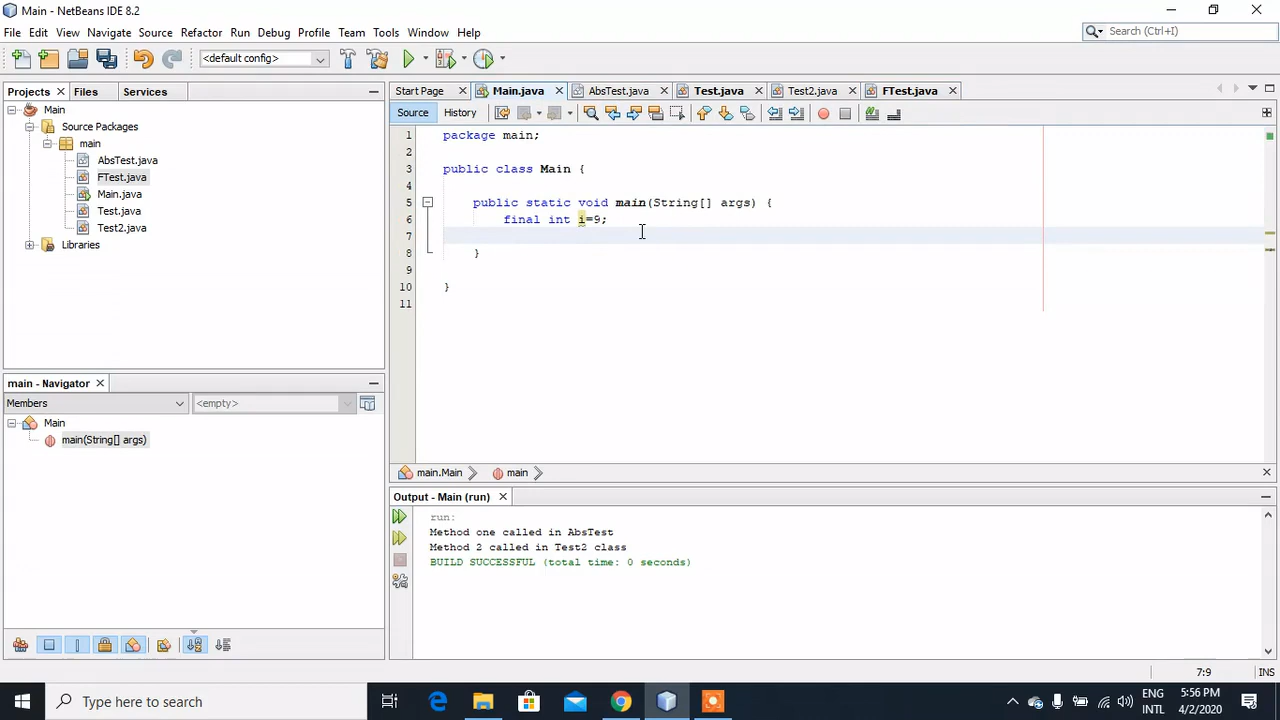 Main - NetBeans IDE 8.2
File Edit View Navigate Source Refactor Run Debug Profile Team Tools Window Help
Search (Ctrl+I)
<default config>
Projects Files Services
Start Page Main.java AbsTest.java Test.java Test2.java FTest.java
Source History
Main
Source Packages
main
AbsTest.java
FTest.java
Main.java
Test.java
Test2.java
Libraries
1 package main;
2
3 public class Main {
4
5 public static void main(String[] args) {
6 final int i=9;
7
8 }
9
10 }
11
main - Navigator
Members <empty>
Main
main(String[] args)
main.Main main
Output - Main (run)
run:
Method one called in AbsTest
Method 2 called in Test2 class
BUILD SUCCESSFUL (total time: 0 seconds)
7:9 INS
Type here to search
ENG
INTL
5:56 PM
4/2/2020